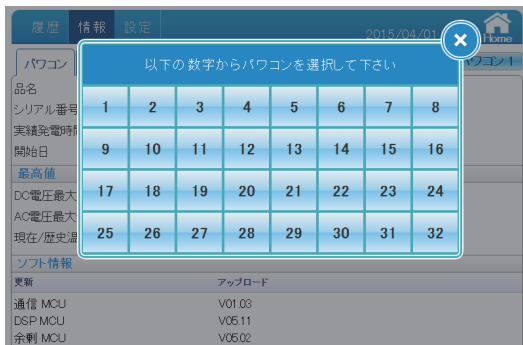 履歴 情報 設定
2015/04/01
Home
パワコン
パワコン 1
以下の数字からパワコンを選択して下さい
品名
シリアル番号
実績発電時間
開始日
最高値
DC電圧最大
AC電圧最大
現在/歴史温
1 2 3 4 5 6 7 8
9 10 11 12 13 14 15 16
17 18 19 20 21 22 23 24
25 26 27 28 29 30 31 32
ソフト情報
更新 アップロード
通信 MCU V01.03
DSP MCU V05.11
余剰 MCU V05.02